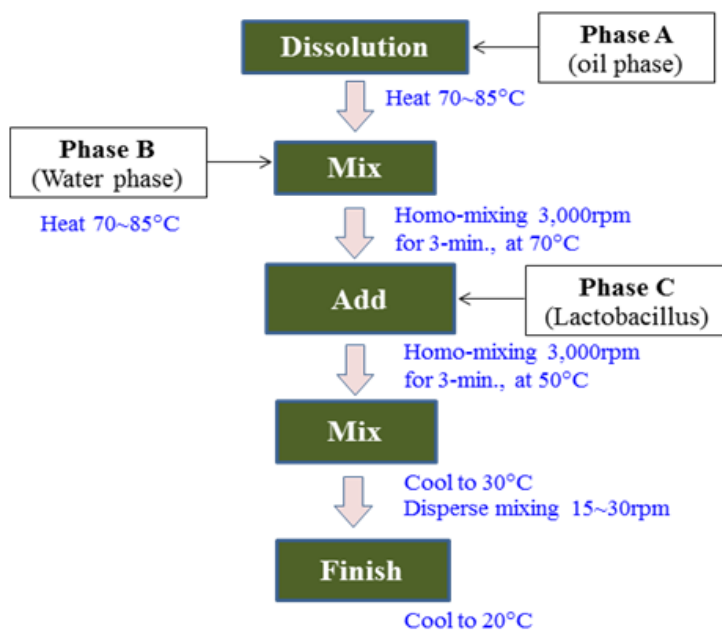 Dissolution
Phase A
(oil phase)
Heat 70~85°C
Phase B
(Water phase)
Heat 70~85°C
Mix
Homo-mixing 3,000rpm
for 3-min., at 70°C
Add
Phase C
(Lactobacillus)
Homo-mixing 3,000rpm
for 3-min., at 50°C
Mix
Cool to 30°C
Disperse mixing 15~30rpm
Finish
Cool to 20°C